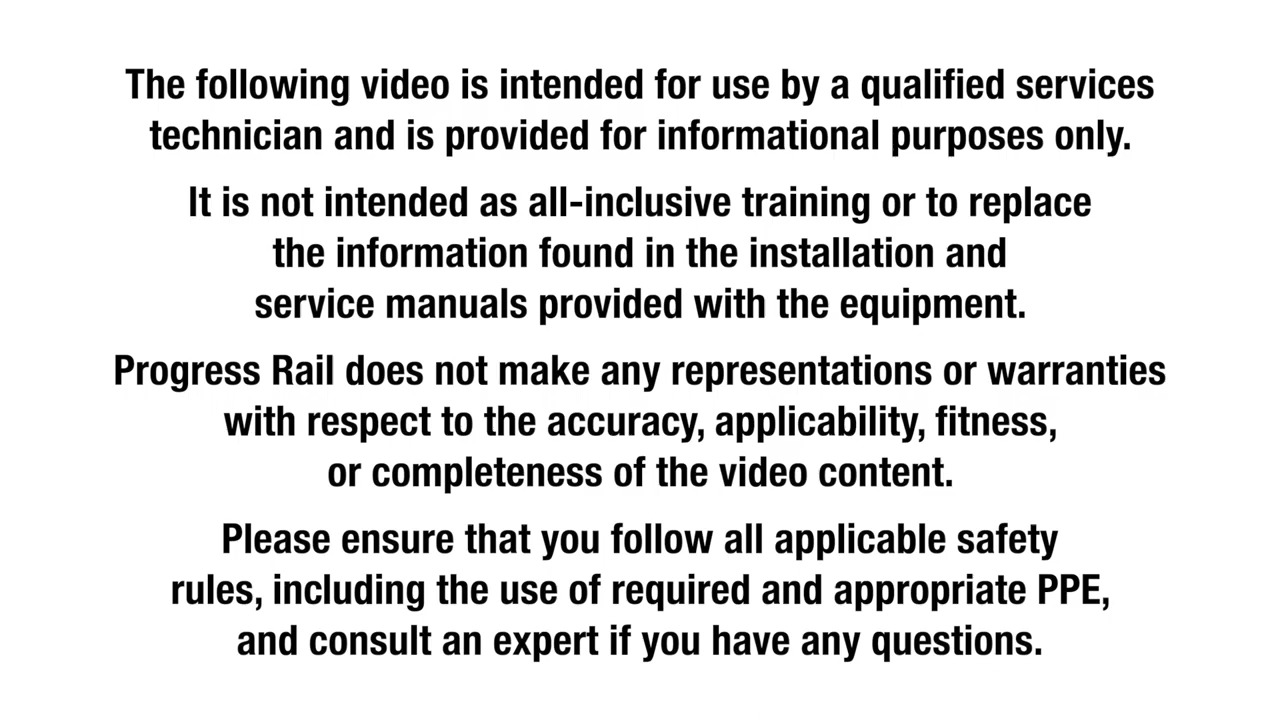 The following video is intended for use by a qualified services
technician and is provided for informational purposes only.
It is not intended as all-inclusive training or to replace
the information found in the installation and
service manuals provided with the equipment.
Progress Rail does not make any representations or warranties
with respect to the accuracy, applicability, fitness,
or completeness of the video content.
Please ensure that you follow all applicable safety
rules, including the use of required and appropriate PPE,
and consult an expert if you have any questions.